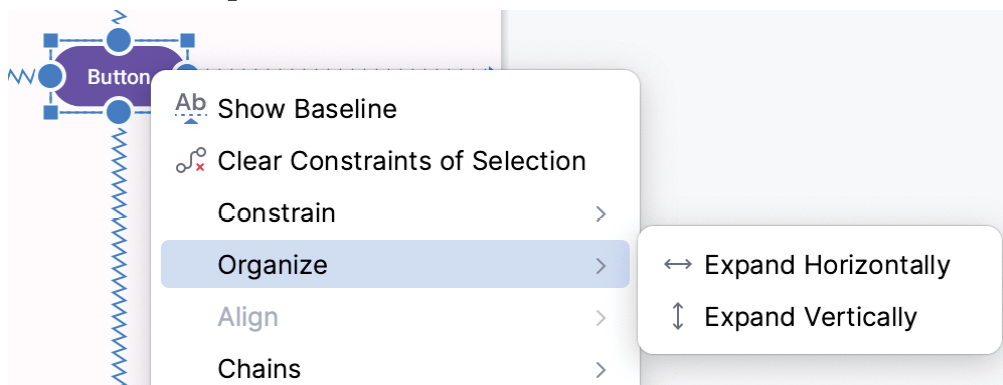 Button
Ab Show Baseline
Clear Constraints of Selection
Constrain
Organize
Expand Horizontally
Align
Expand Vertically
Chains